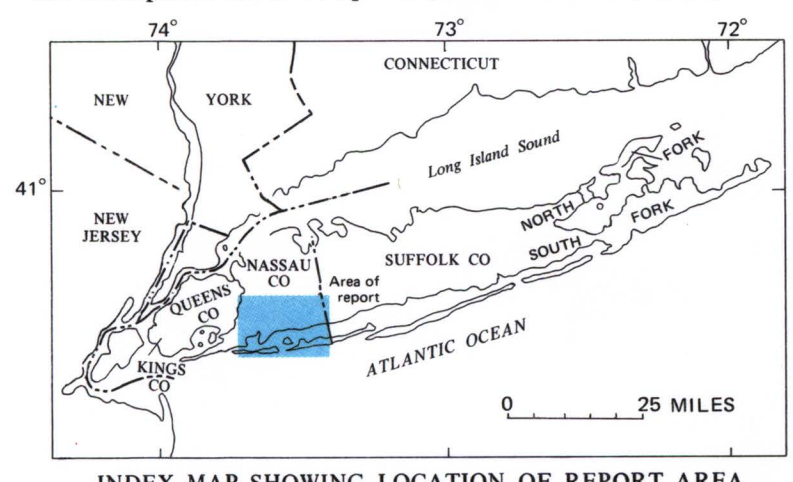 74°
73°
72°
CONNECTICUT
NEW
YORK
Long Island Sound
FORK
41°
NORTH
FORK
NEW
JERSEY
SOUTH
NASSAU
CO
SUFFOLK CO
Area of
report
QUEENS
CO
ATLANTIC OCEAN
KINGS
CO
0
25 MILES
INDEX MAP SHOWING LOCATION OF REPORT AREA